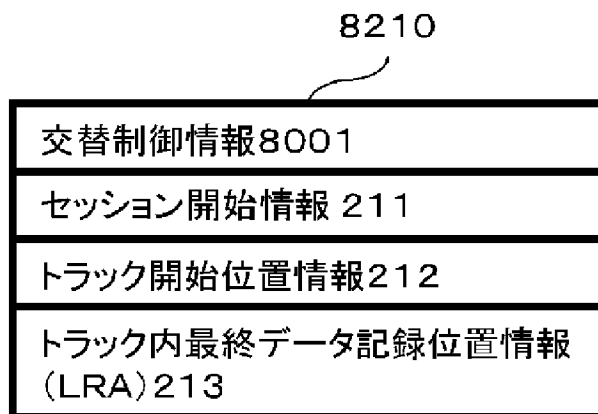 8210
交替制御情報8001
セッション開始情報 211
トラック開始位置情報212
トラック内最終データ記録位置情報
(LRA)213